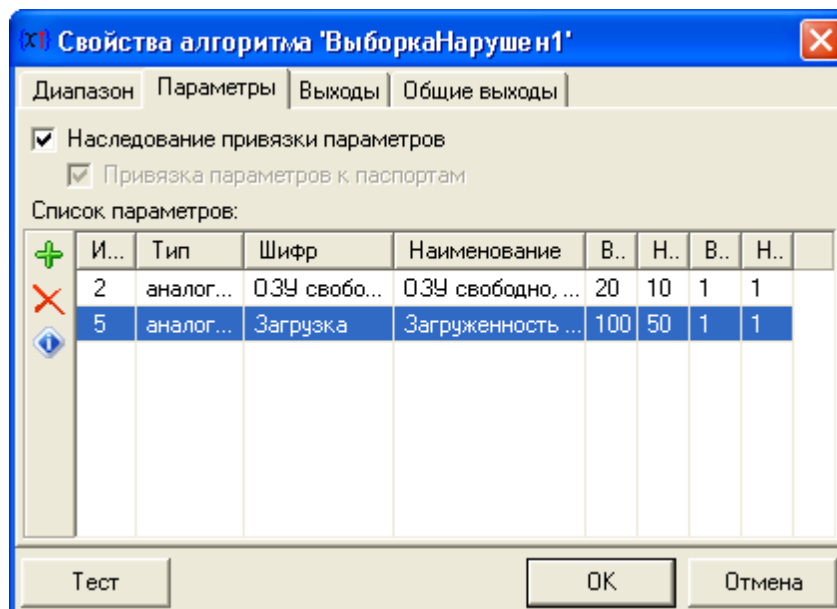 {x↑} Свойства алгоритма 'ВыборкаНарушен1'
Диапазон Параметры Выходы Общие выходы
Наследование привязки параметров
Привязка параметров к паспортам
Список параметров:
И... Тип Шифр Наименование В.. Н.. В.. Н..
2 аналог... ОЗУ свобо... ОЗУ свободно, ... 20 10 1 1
5 аналог... Загрузка Загруженность ... 100 50 1 1
Тест OK Отмена